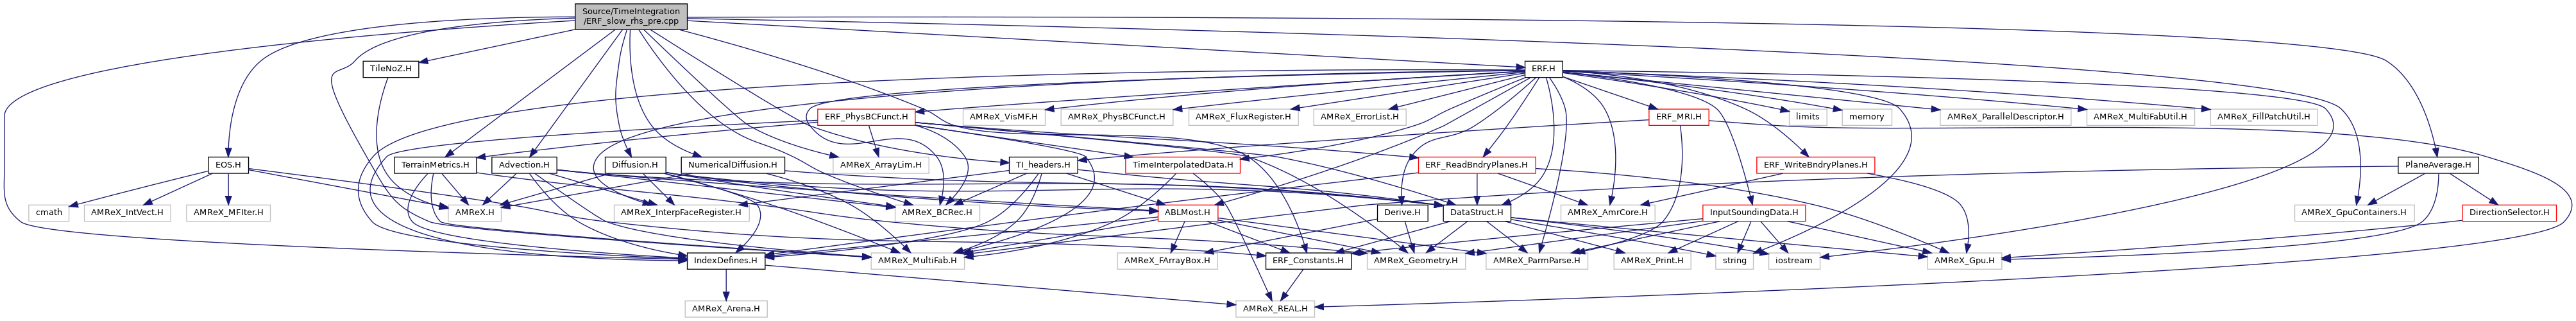 Source/TimeIntegration
/ERF_slow_rhs_pre.cpp
TileNoZ.H
ERF.H
ERF_PhysBCFunct.H
AMReX_VisMF.H
AMReX_PhysBCFunct.H
AMReX_FluxRegister.H
AMReX_ErrorList.H
ERF_MRI.H
limits
memory
AMReX_ParallelDescriptor.H
AMReX_MultiFabUtil.H
AMReX_FillPatchUtil.H
EOS.H
TerrainMetrics.H
Advection.H
Diffusion.H
NumericalDiffusion.H
AMReX_ArrayLim.H
TI_headers.H
TimeInterpolatedData.H
ERF_ReadBndryPlanes.H
ERF_WriteBndryPlanes.H
PlaneAverage.H
cmath
AMReX_IntVect.H
AMReX_MFIter.H
AMReX.H
AMReX_InterpFaceRegister.H
AMReX_BCRec.H
ABLMost.H
Derive.H
DataStruct.H
AMReX_AmrCore.H
InputSoundingData.H
AMReX_GpuContainers.H
DirectionSelector.H
IndexDefines.H
AMReX_MultiFab.H
AMReX_FArrayBox.H
ERF_Constants.H
AMReX_Geometry.H
AMReX_ParmParse.H
AMReX_Print.H
string
iostream
AMReX_Gpu.H
AMReX_Arena.H
AMReX_REAL.H